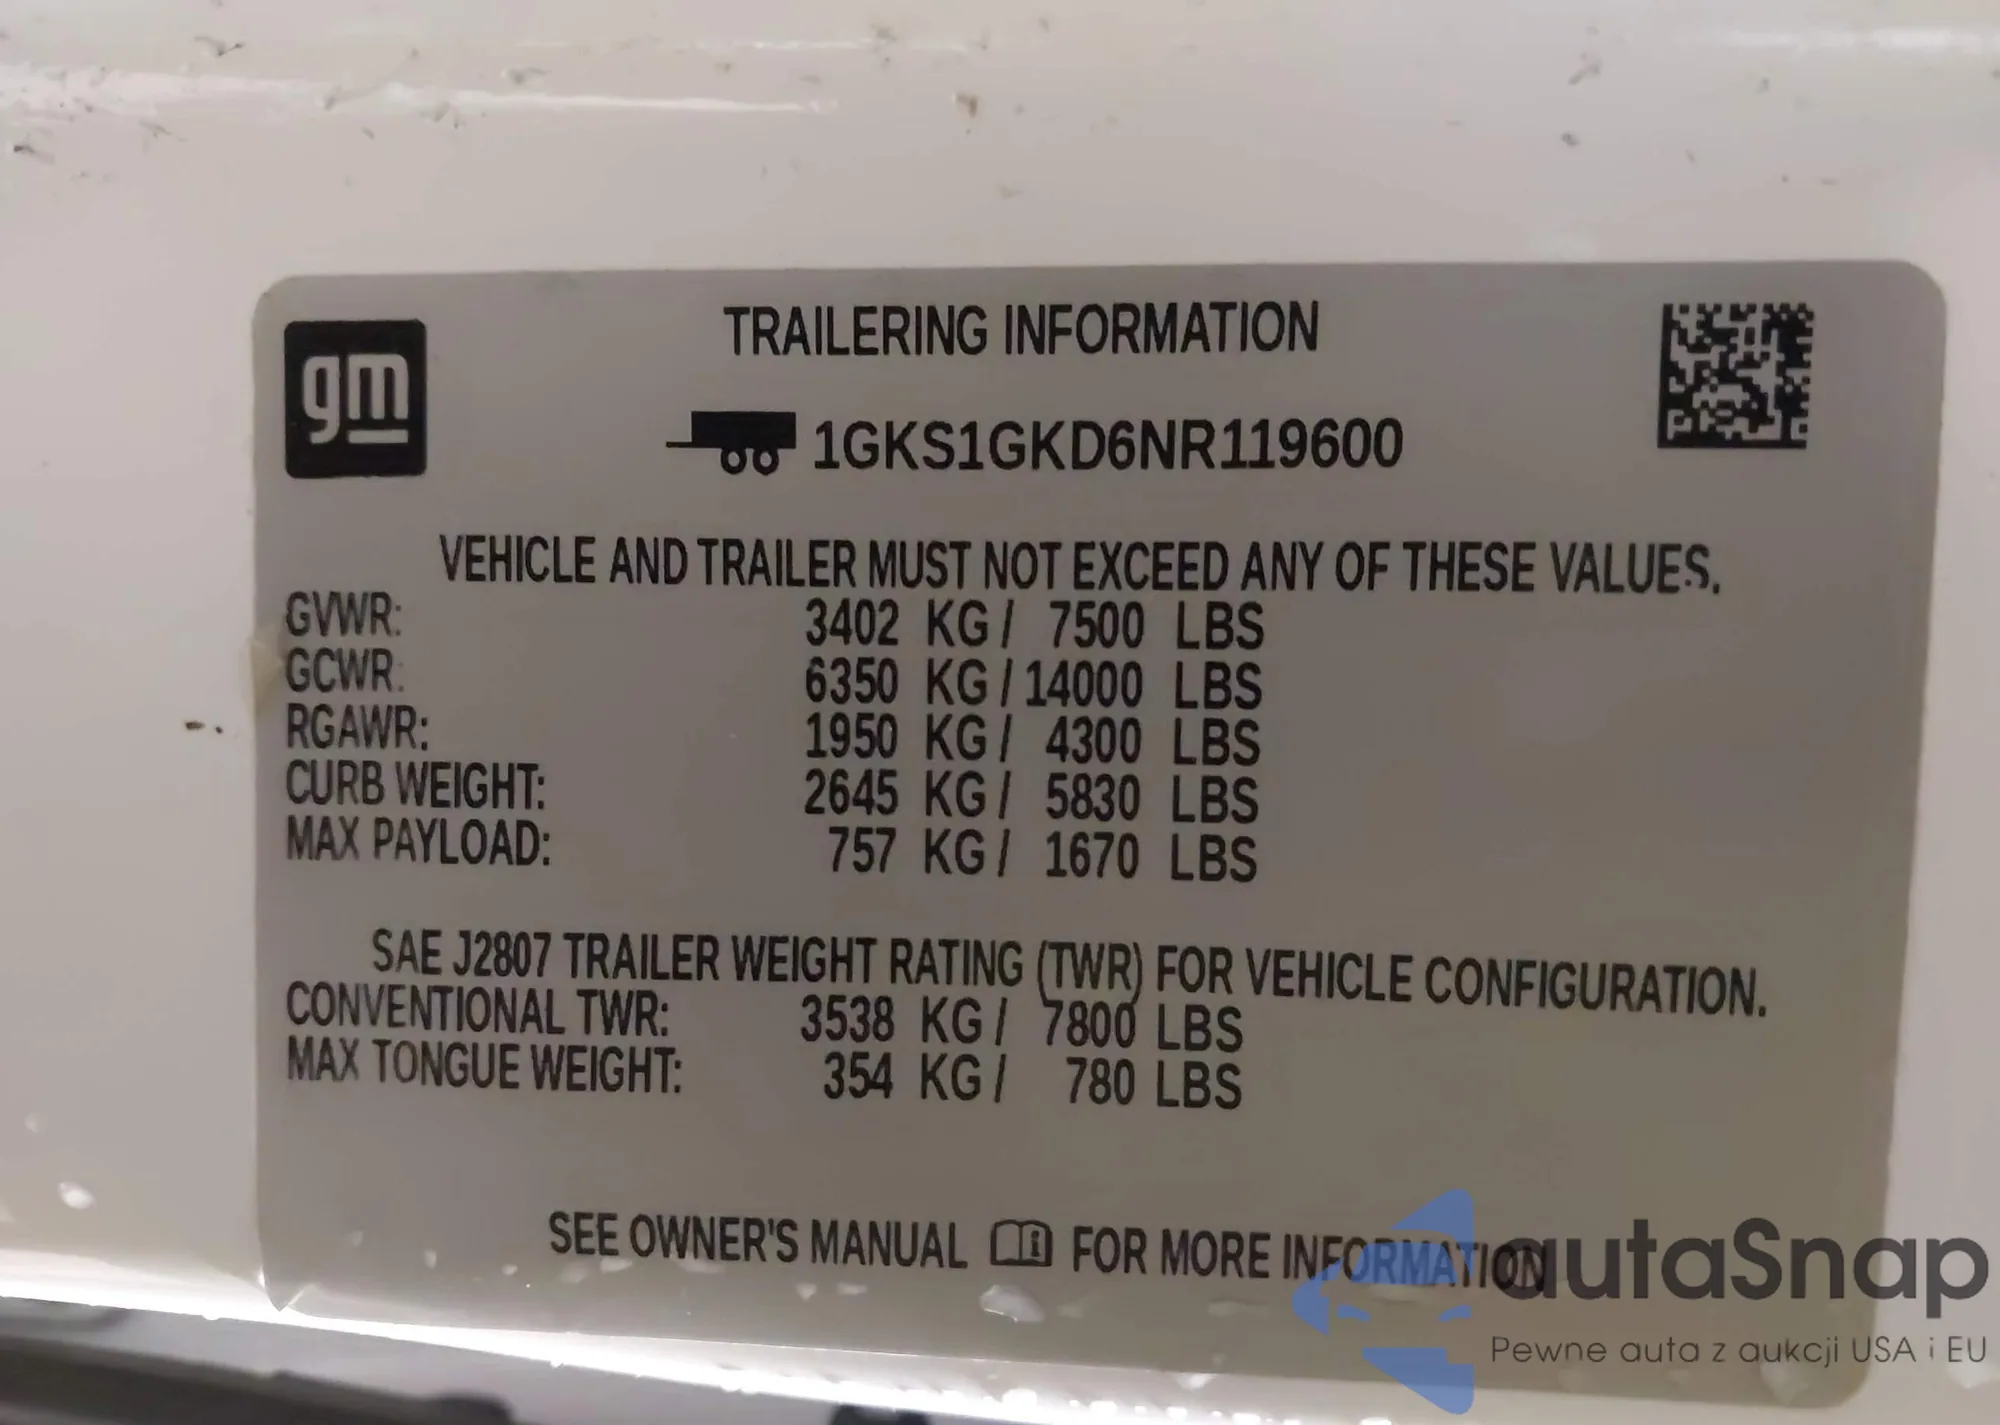 gm
TRAILERING INFORMATION
1GKS1GKD6NR119600
VEHICLE AND TRAILER MUST NOT EXCEED ANY OF THESE VALUES.
GVWR: 3402 KG / 7500 LBS
GCWR: 6350 KG / 14000 LBS
RGAWR: 1950 KG / 4300 LBS
CURB WEIGHT: 2645 KG / 5830 LBS
MAX PAYLOAD: 757 KG / 1670 LBS
SAE J2807 TRAILER WEIGHT RATING (TWR) FOR VEHICLE CONFIGURATION.
CONVENTIONAL TWR: 3538 KG / 7800 LBS
MAX TONGUE WEIGHT: 354 KG / 780 LBS
SEE OWNER'S MANUAL FOR MORE INFORMATION
autaSnap
Pewne auta z aukcji USA i EU